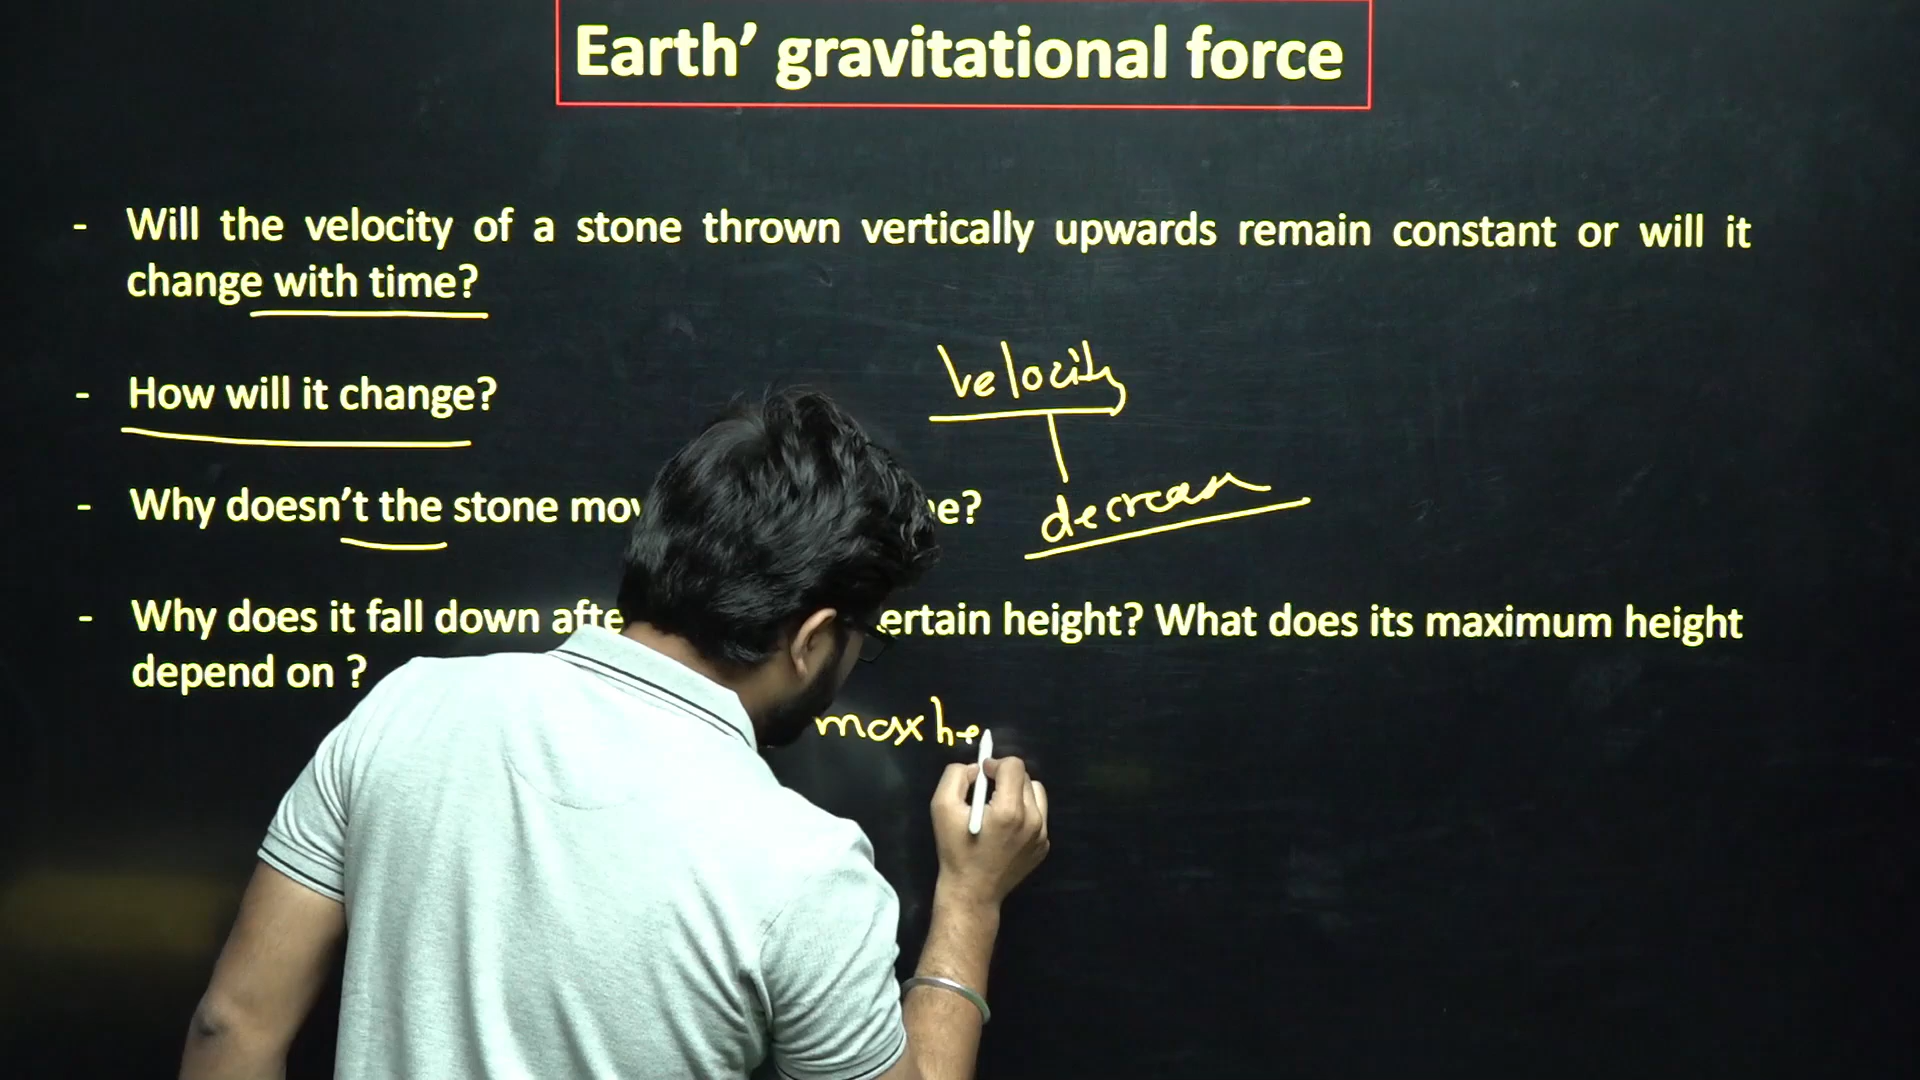 Earth’ gravitational force
- Will the velocity of a stone thrown vertically upwards remain constant or will it
change with time?
- How will it change?
velocity
- Why doesn’t the stone mov e?
decrease
- Why does it fall down afte ertain height? What does its maximum height
depend on ?
max he